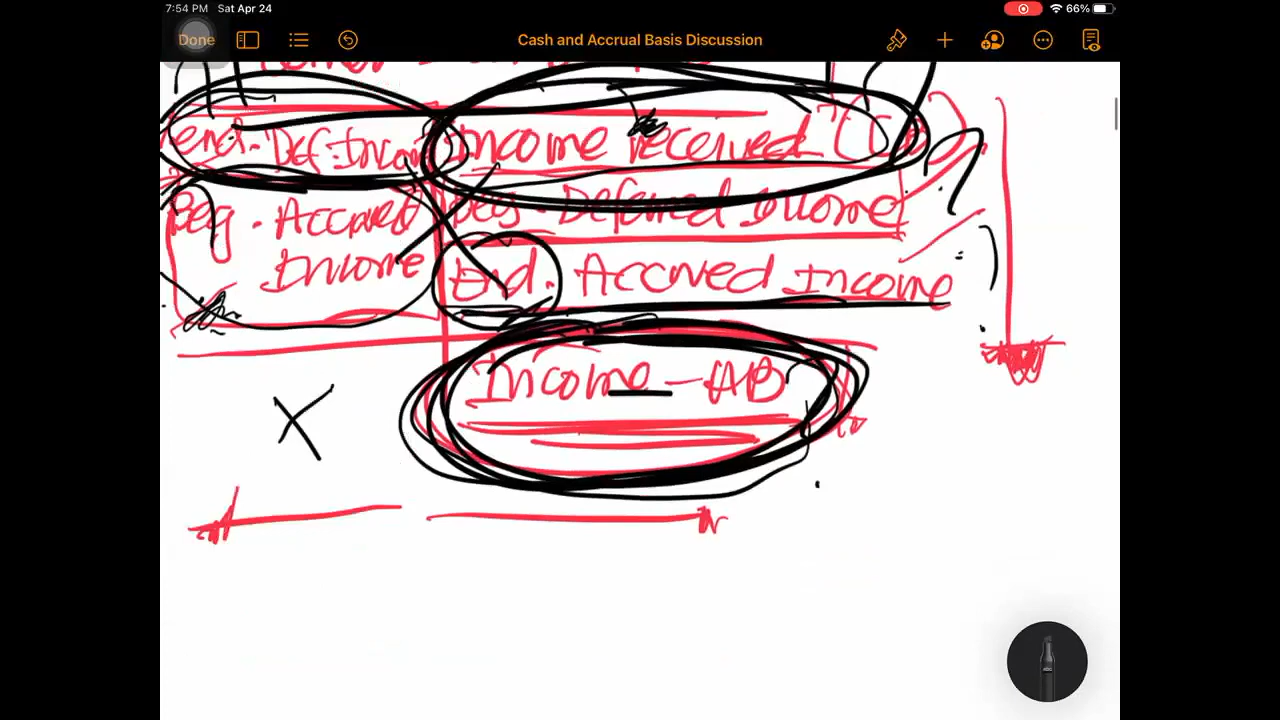 7:54 PM Sat Apr 24
66%
Done
Cash and Accrual Basis Discussion
end. Def. Incom Income received
Beg. Accrued Beg. Deferred Income
Income End. Accrued Income
Income - AB
X